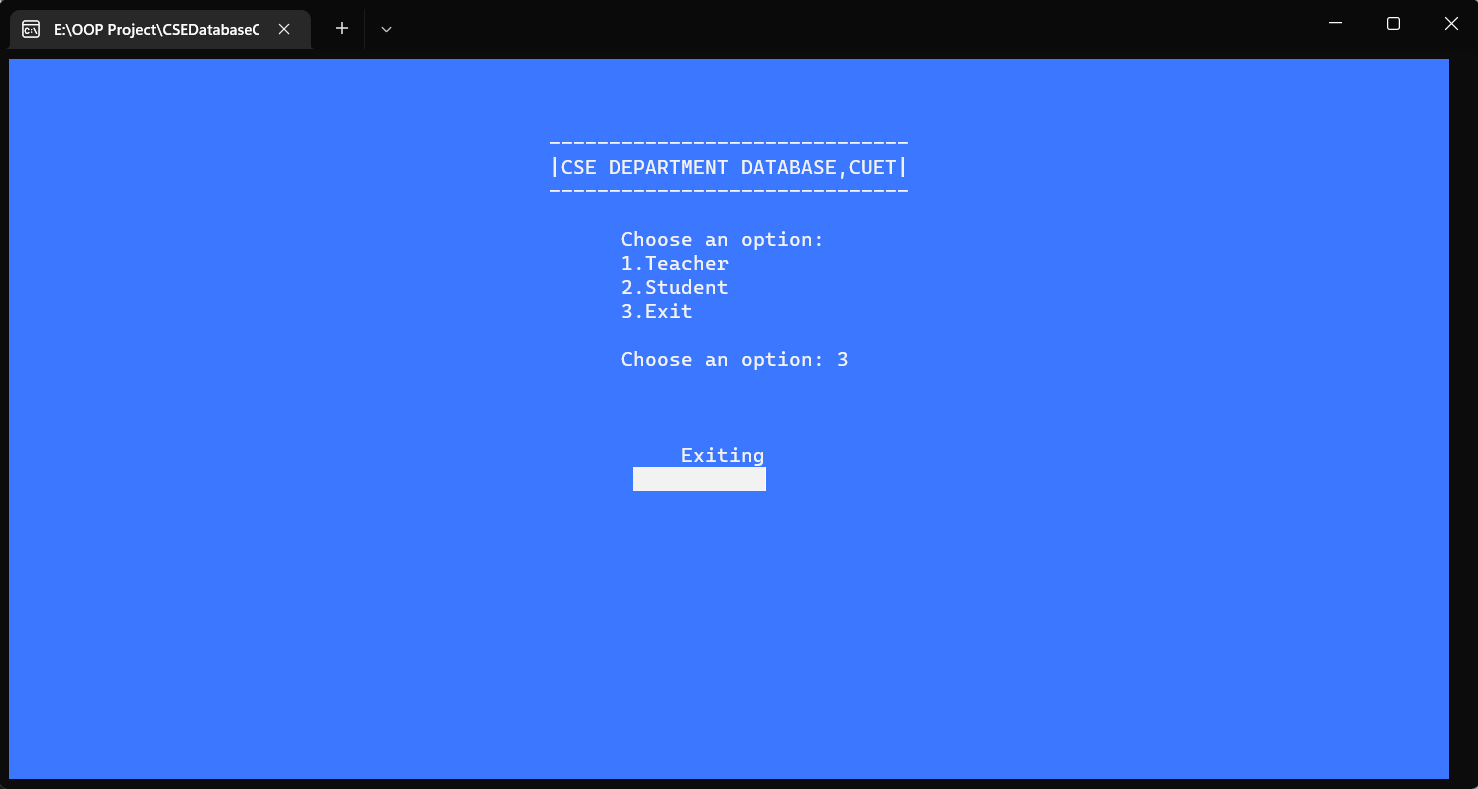 E:\OOP Project\CSEDatabaseC
------------------------------
|CSE DEPARTMENT DATABASE,CUET|
------------------------------
Choose an option:
1.Teacher
2.Student
3.Exit
Choose an option: 3
Exiting